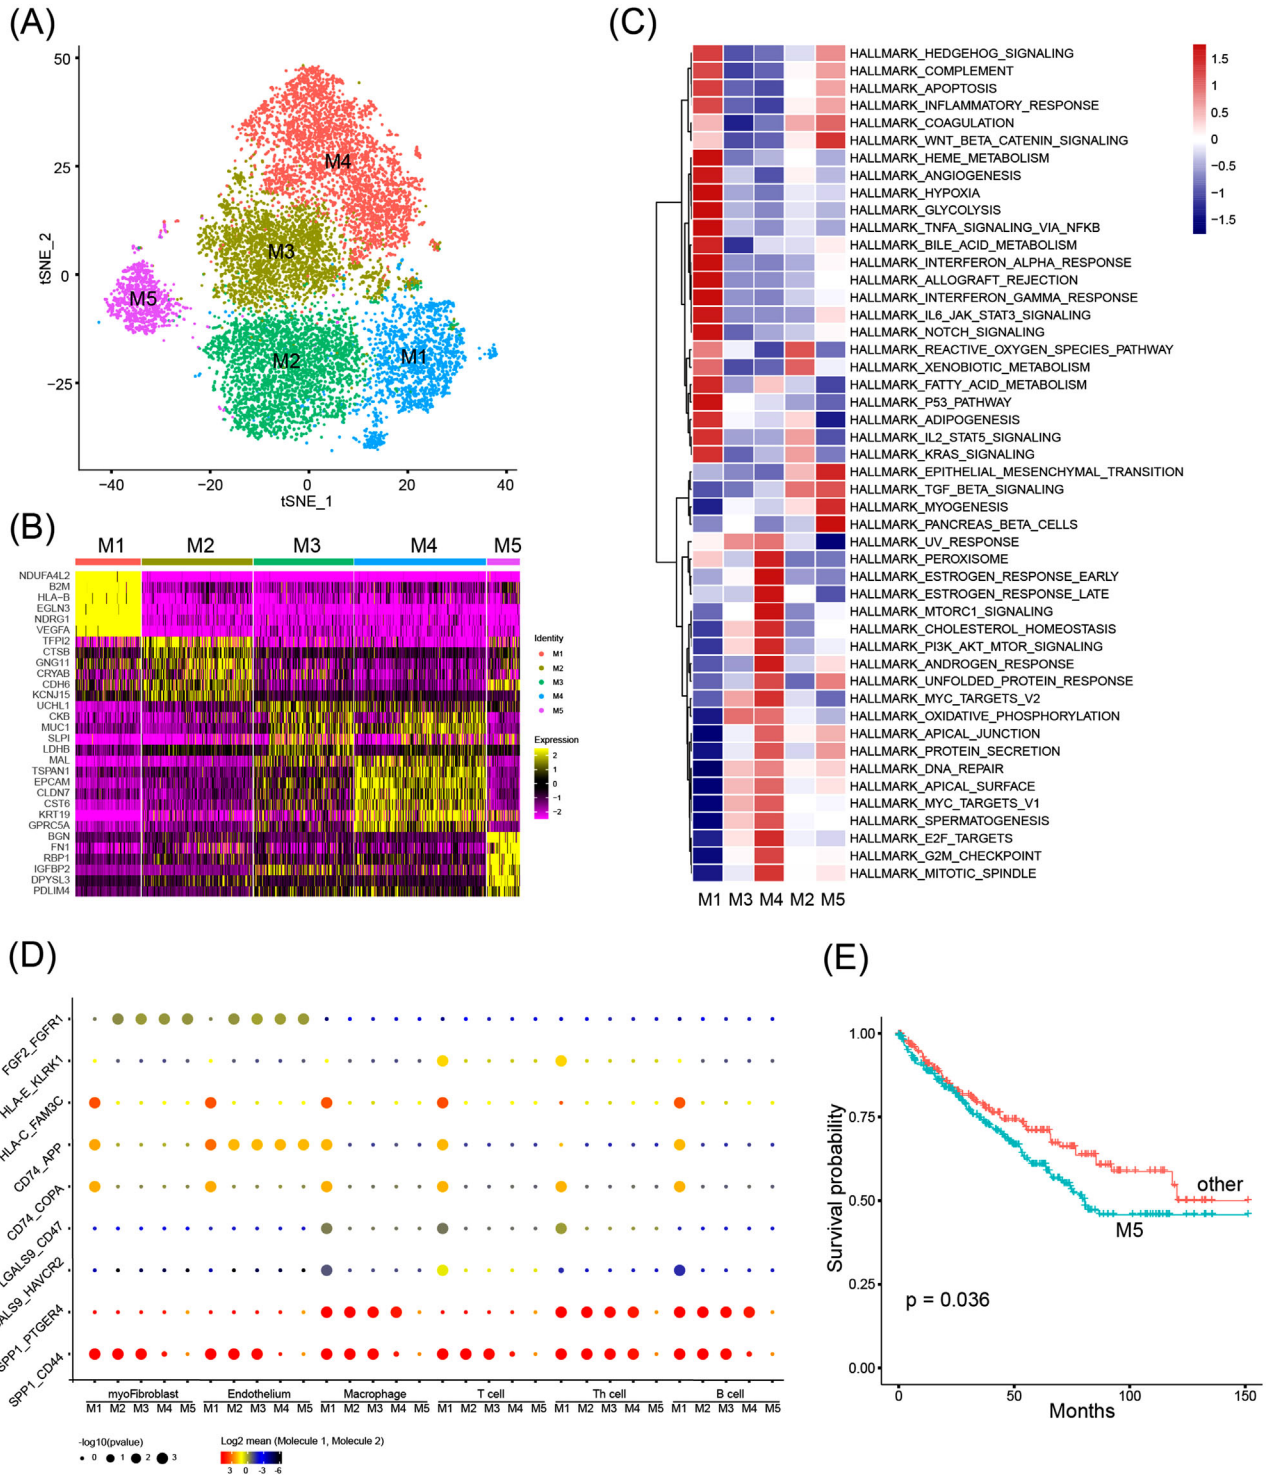 (A)
50
25
0
−25
tSNE_2
M4
M3
M5
M2
M1
−40
−20
0
20
40
tSNE_1
(B)
M1 M2 M3 M4 M5
NDUFA4L2
B2M
HLA−B
EGLN3
NDRG1
VEGFA
TFPI2
CTSB
GNG11
CRYAB
CDH6
KCNJ15
UCHL1
CKB
MUC1
SLPI
LDHB
MAL
TSPAN1
EPCAM
CLDN7
CST6
KRT19
GPRC5A
BGN
FN1
RBP1
IGFBP2
DPYSL3
PDLIM4
Identity
M1
M2
M3
M4
M5
Expression
2
1
0
−1
−2
(C)
HALLMARK_HEDGEHOG_SIGNALING
HALLMARK_COMPLEMENT
HALLMARK_APOPTOSIS
HALLMARK_INFLAMMATORY_RESPONSE
HALLMARK_COAGULATION
HALLMARK_WNT_BETA_CATENIN_SIGNALING
HALLMARK_HEME_METABOLISM
HALLMARK_ANGIOGENESIS
HALLMARK_HYPOXIA
HALLMARK_GLYCOLYSIS
HALLMARK_TNFA_SIGNALING_VIA_NFKB
HALLMARK_BILE_ACID_METABOLISM
HALLMARK_INTERFERON_ALPHA_RESPONSE
HALLMARK_ALLOGRAFT_REJECTION
HALLMARK_INTERFERON_GAMMA_RESPONSE
HALLMARK_IL6_JAK_STAT3_SIGNALING
HALLMARK_NOTCH_SIGNALING
HALLMARK_REACTIVE_OXYGEN_SPECIES_PATHWAY
HALLMARK_XENOBIOTIC_METABOLISM
HALLMARK_FATTY_ACID_METABOLISM
HALLMARK_P53_PATHWAY
HALLMARK_ADIPOGENESIS
HALLMARK_IL2_STAT5_SIGNALING
HALLMARK_KRAS_SIGNALING
HALLMARK_EPITHELIAL_MESENCHYMAL_TRANSITION
HALLMARK_TGF_BETA_SIGNALING
HALLMARK_MYOGENESIS
HALLMARK_PANCREAS_BETA_CELLS
HALLMARK_UV_RESPONSE
HALLMARK_PEROXISOME
HALLMARK_ESTROGEN_RESPONSE_EARLY
HALLMARK_ESTROGEN_RESPONSE_LATE
HALLMARK_MTORC1_SIGNALING
HALLMARK_CHOLESTEROL_HOMEOSTASIS
HALLMARK_PI3K_AKT_MTOR_SIGNALING
HALLMARK_ANDROGEN_RESPONSE
HALLMARK_UNFOLDED_PROTEIN_RESPONSE
HALLMARK_MYC_TARGETS_V2
HALLMARK_OXIDATIVE_PHOSPHORYLATION
HALLMARK_APICAL_JUNCTION
HALLMARK_PROTEIN_SECRETION
HALLMARK_DNA_REPAIR
HALLMARK_APICAL_SURFACE
HALLMARK_MYC_TARGETS_V1
HALLMARK_SPERMATOGENESIS
HALLMARK_E2F_TARGETS
HALLMARK_G2M_CHECKPOINT
HALLMARK_MITOTIC_SPINDLE
M1 M3 M4 M2 M5
1.5
1
0.5
0
−0.5
−1
−1.5
(D)
FGF2_FGFR1
HLA-E_KLRK1
HLA-C_FAM3C
CD74_APP
CD74_COPA
LGALS9_CD47
ALS9_HAVCR2
SPP1_PTGER4
SPP1_CD44
myoFibroblast Endothelium Macrophage T cell Th cell B cell
M1 M2 M3 M4 M5 M1 M2 M3 M4 M5 M1 M2 M3 M4 M5 M1 M2 M3 M4 M5 M1 M2 M3 M4 M5 M1 M2 M3 M4 M5
-log10(pvalue)
0 1 2 3
Log2 mean (Molecule 1, Molecule 2)
3 0 -3 -6
(E)
1.00
0.75
0.50
0.25
0.00
Survival probability
other
M5
p = 0.036
0 50 100 150
Months